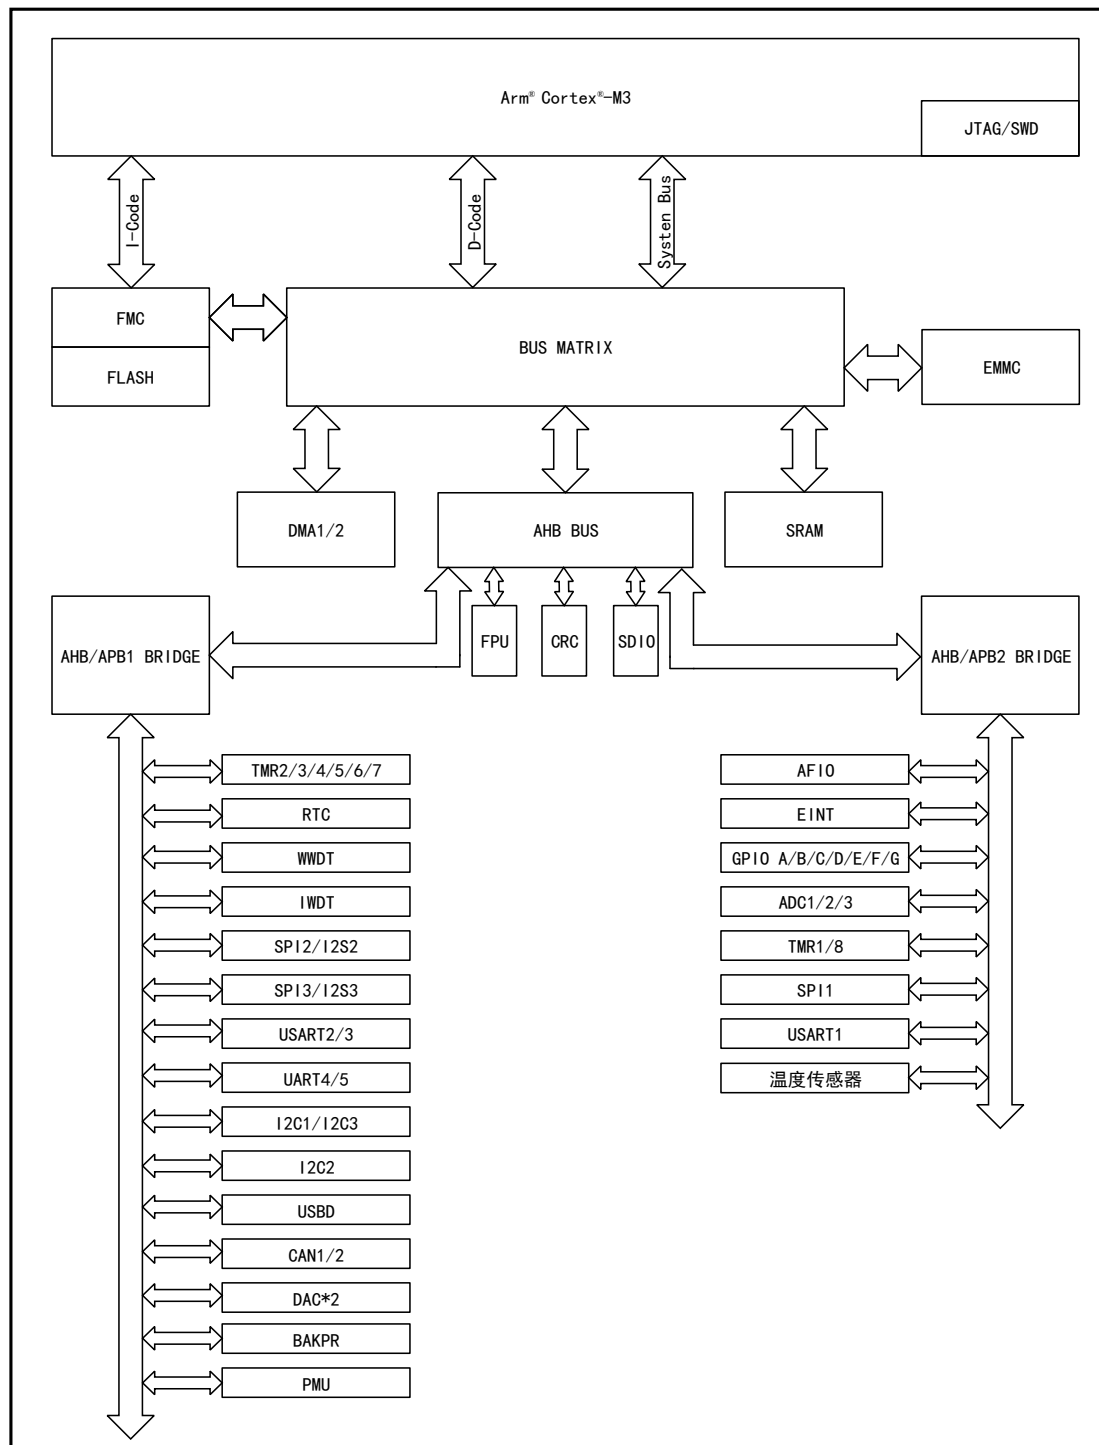 Arm® Cortex®-M3
JTAG/SWD
I-Code
D-Code
Systen Bus
FMC
BUS MATRIX
EMMC
FLASH
DMA1/2
AHB BUS
SRAM
AHB/APB1 BRIDGE
FPU
CRC
SDIO
AHB/APB2 BRIDGE
TMR2/3/4/5/6/7
RTC
WWDT
IWDT
SPI2/I2S2
SPI3/I2S3
USART2/3
UART4/5
I2C1/I2C3
I2C2
USBD
CAN1/2
DAC*2
BAKPR
PMU
AFIO
EINT
GPIO A/B/C/D/E/F/G
ADC1/2/3
TMR1/8
SPI1
USART1
温度传感器